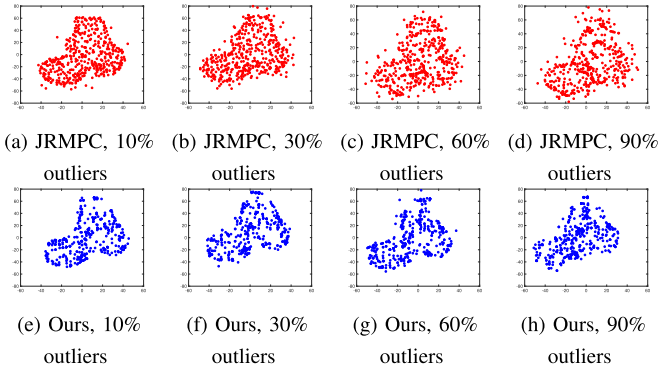 (a) JRMPC, 10% (b) JRMPC, 30% (c) JRMPC, 60% (d) JRMPC, 90%
outliers outliers outliers outliers
(e) Ours, 10% (f) Ours, 30% (g) Ours, 60% (h) Ours, 90%
outliers outliers outliers outliers